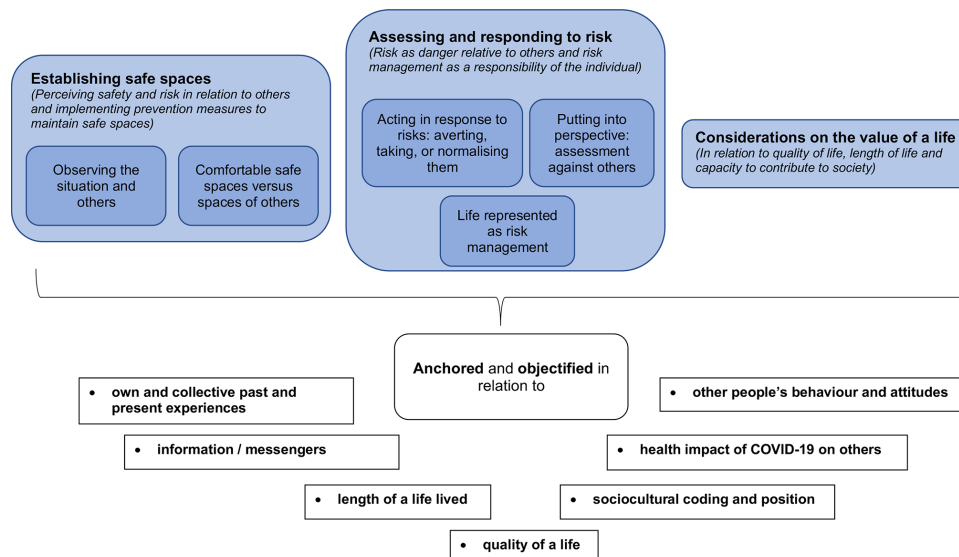 Establishing safe spaces
(Perceiving safety and risk in relation to others
and implementing prevention measures to
maintain safe spaces)
Observing the
situation and
others
Comfortable safe
spaces versus
spaces of others
Assessing and responding to risk
(Risk as danger relative to others and risk
management as a responsibility of the individual)
Acting in response to
risks: averting,
taking, or normalising
them
Putting into
perspective:
assessment
against others
Life represented
as risk
management
Considerations on the value of a life
(In relation to quality of life, length of life and
capacity to contribute to society)
Anchored and objectified in
relation to
• own and collective past and
present experiences
• other people's behaviour and attitudes
• information / messengers
• health impact of COVID-19 on others
• length of a life lived
• sociocultural coding and position
• quality of a life